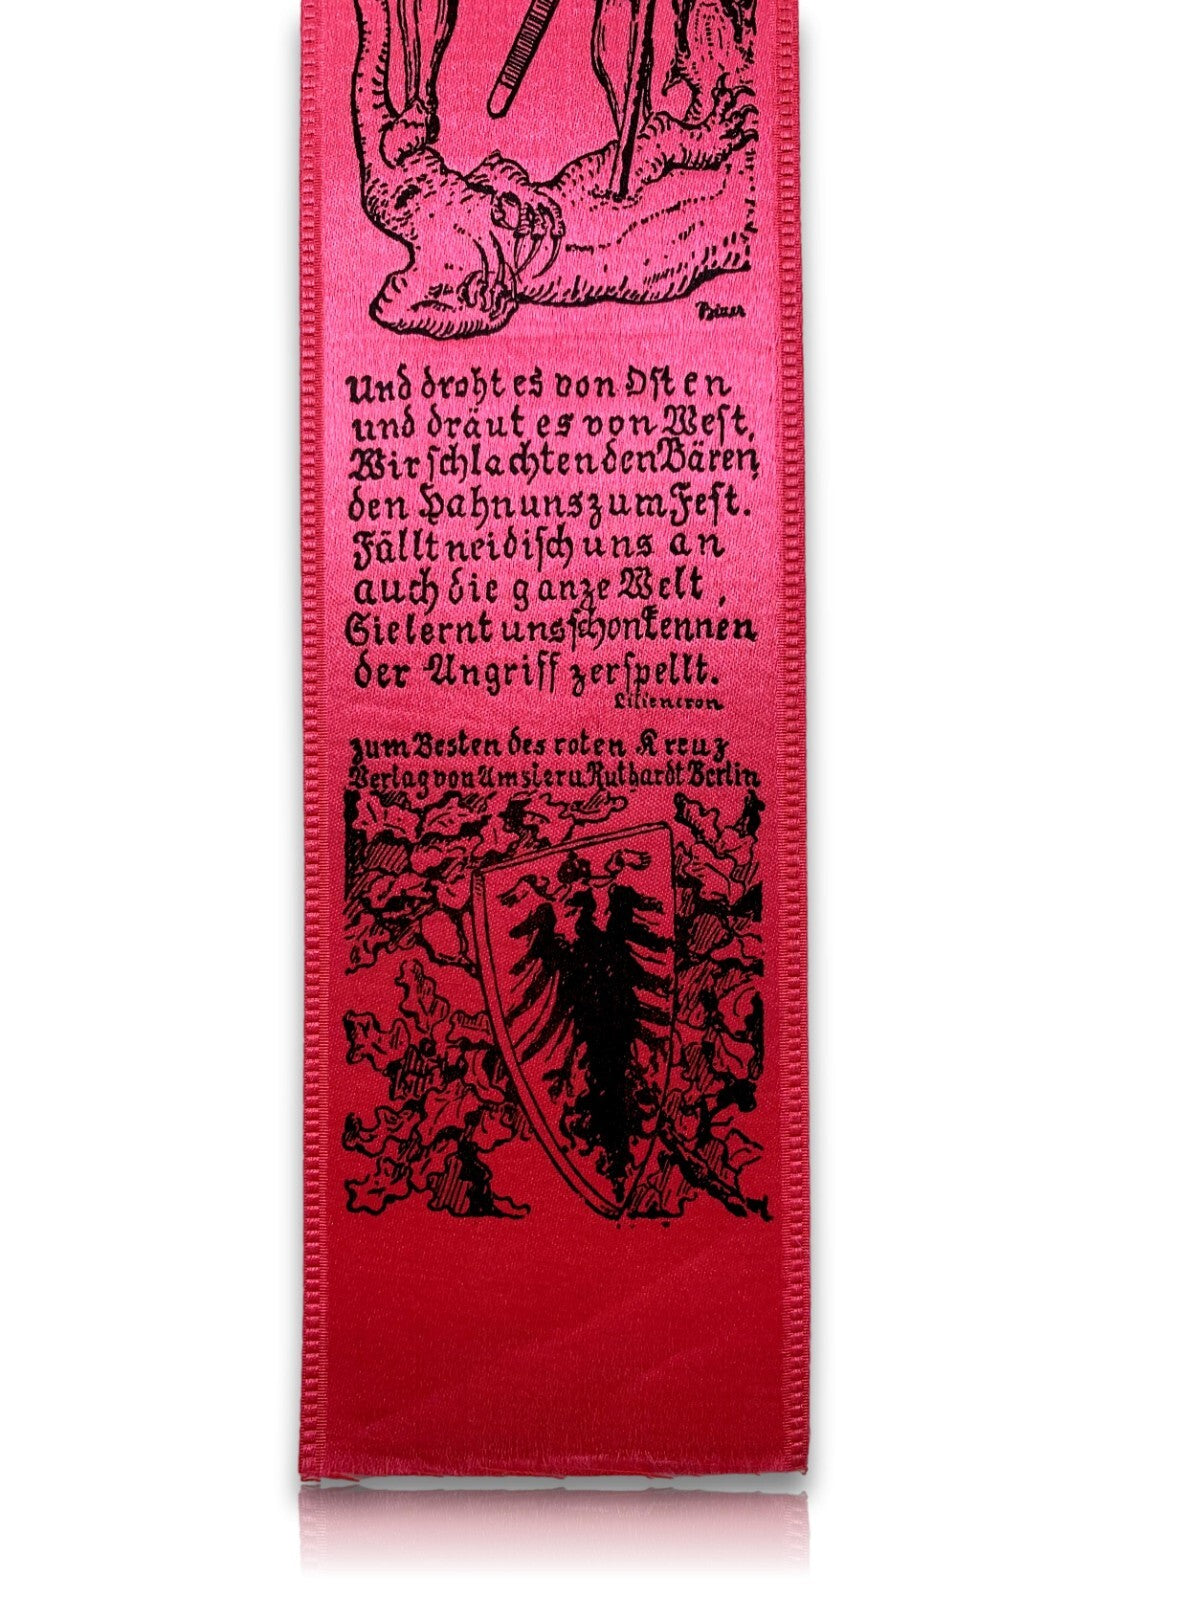 Und droht es von Osten
und dräut es von West,
Wir schlachten den Bären,
den Hahn uns zum Fest.
Fällt neidisch uns an
auch die ganze Welt,
Sie lernt uns schon kennen
der Angriff zerspellt.
Liliencron
zum Besten des roten Kreuz
Verlag von Amsler u Ruthardt Berlin